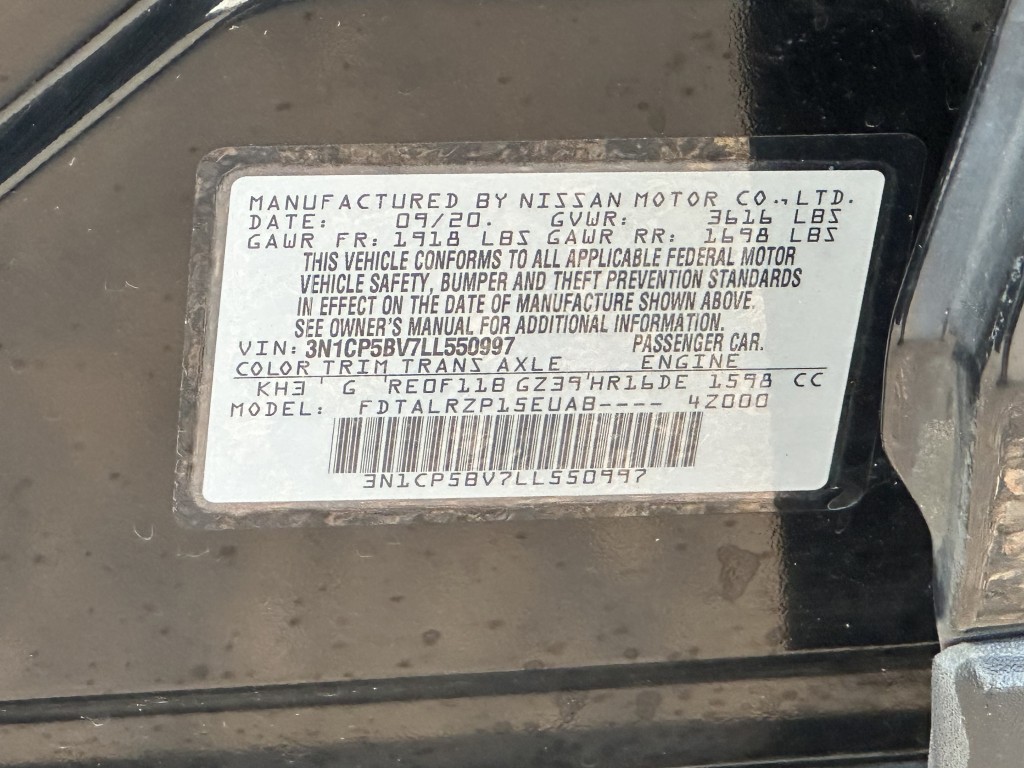 MANUFACTURED BY NISSAN MOTOR CO., LTD.
DATE: 09/20. GVWR: 3616 LBS
GAWR FR: 1918 LBS GAWR RR: 1698 LBS
THIS VEHICLE CONFORMS TO ALL APPLICABLE FEDERAL MOTOR
VEHICLE SAFETY, BUMPER AND THEFT PREVENTION STANDARDS
IN EFFECT ON THE DATE OF MANUFACTURE SHOWN ABOVE.
SEE OWNER'S MANUAL FOR ADDITIONAL INFORMATION.
VIN: 3N1CP5BV7LL550997 PASSENGER CAR.
COLOR TRIM TRANS AXLE ENGINE
KH3 ' G 'RE0F11B GZ39'HR16DE 1598 CC
MODEL: FDTALRZP15EUAB---- 4Z000
3N1CP5BV7LL550997